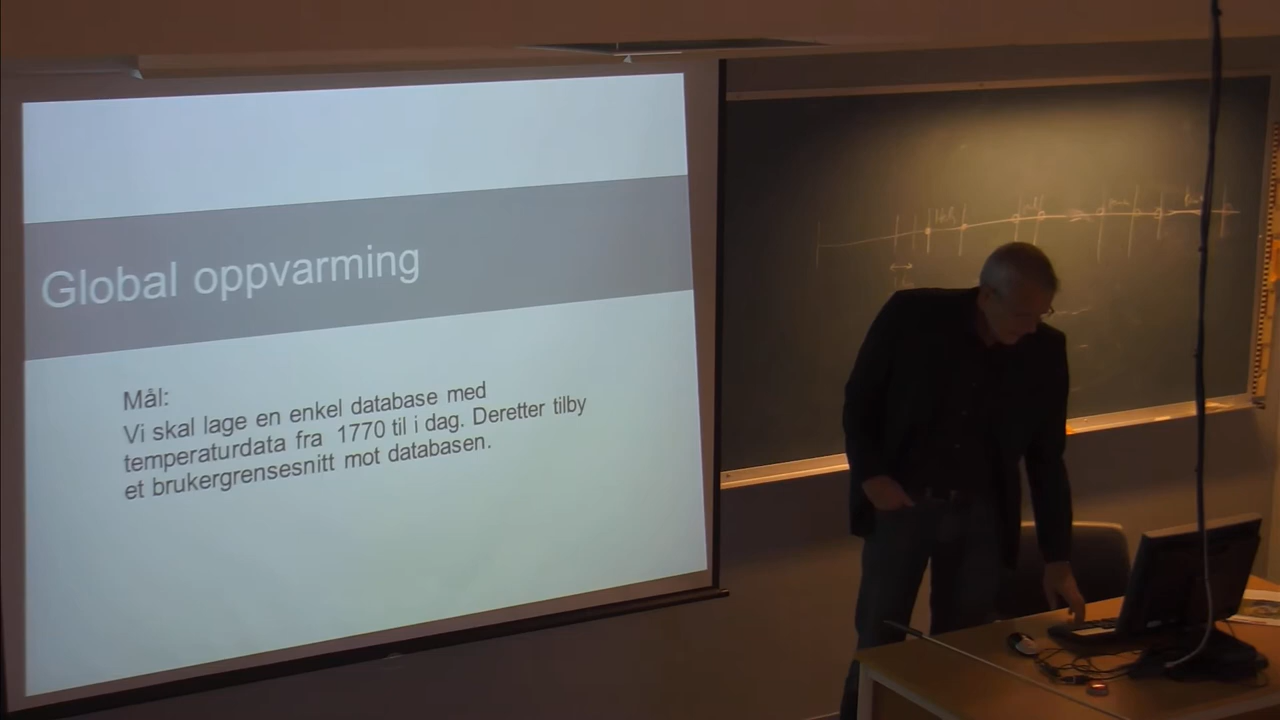 Global oppvarming
Mål:
Vi skal lage en enkel database med
temperaturdata fra 1770 til i dag. Deretter tilby
et brukergrensesnitt mot databasen.